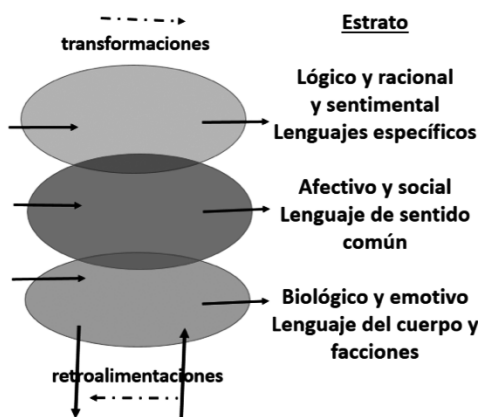 transformaciones
Estrato
Lógico y racional
y sentimental
Lenguajes específicos
Afectivo y social
Lenguaje de sentido
común
Biológico y emotivo
Lenguaje del cuerpo y
facciones
retroalimentaciones